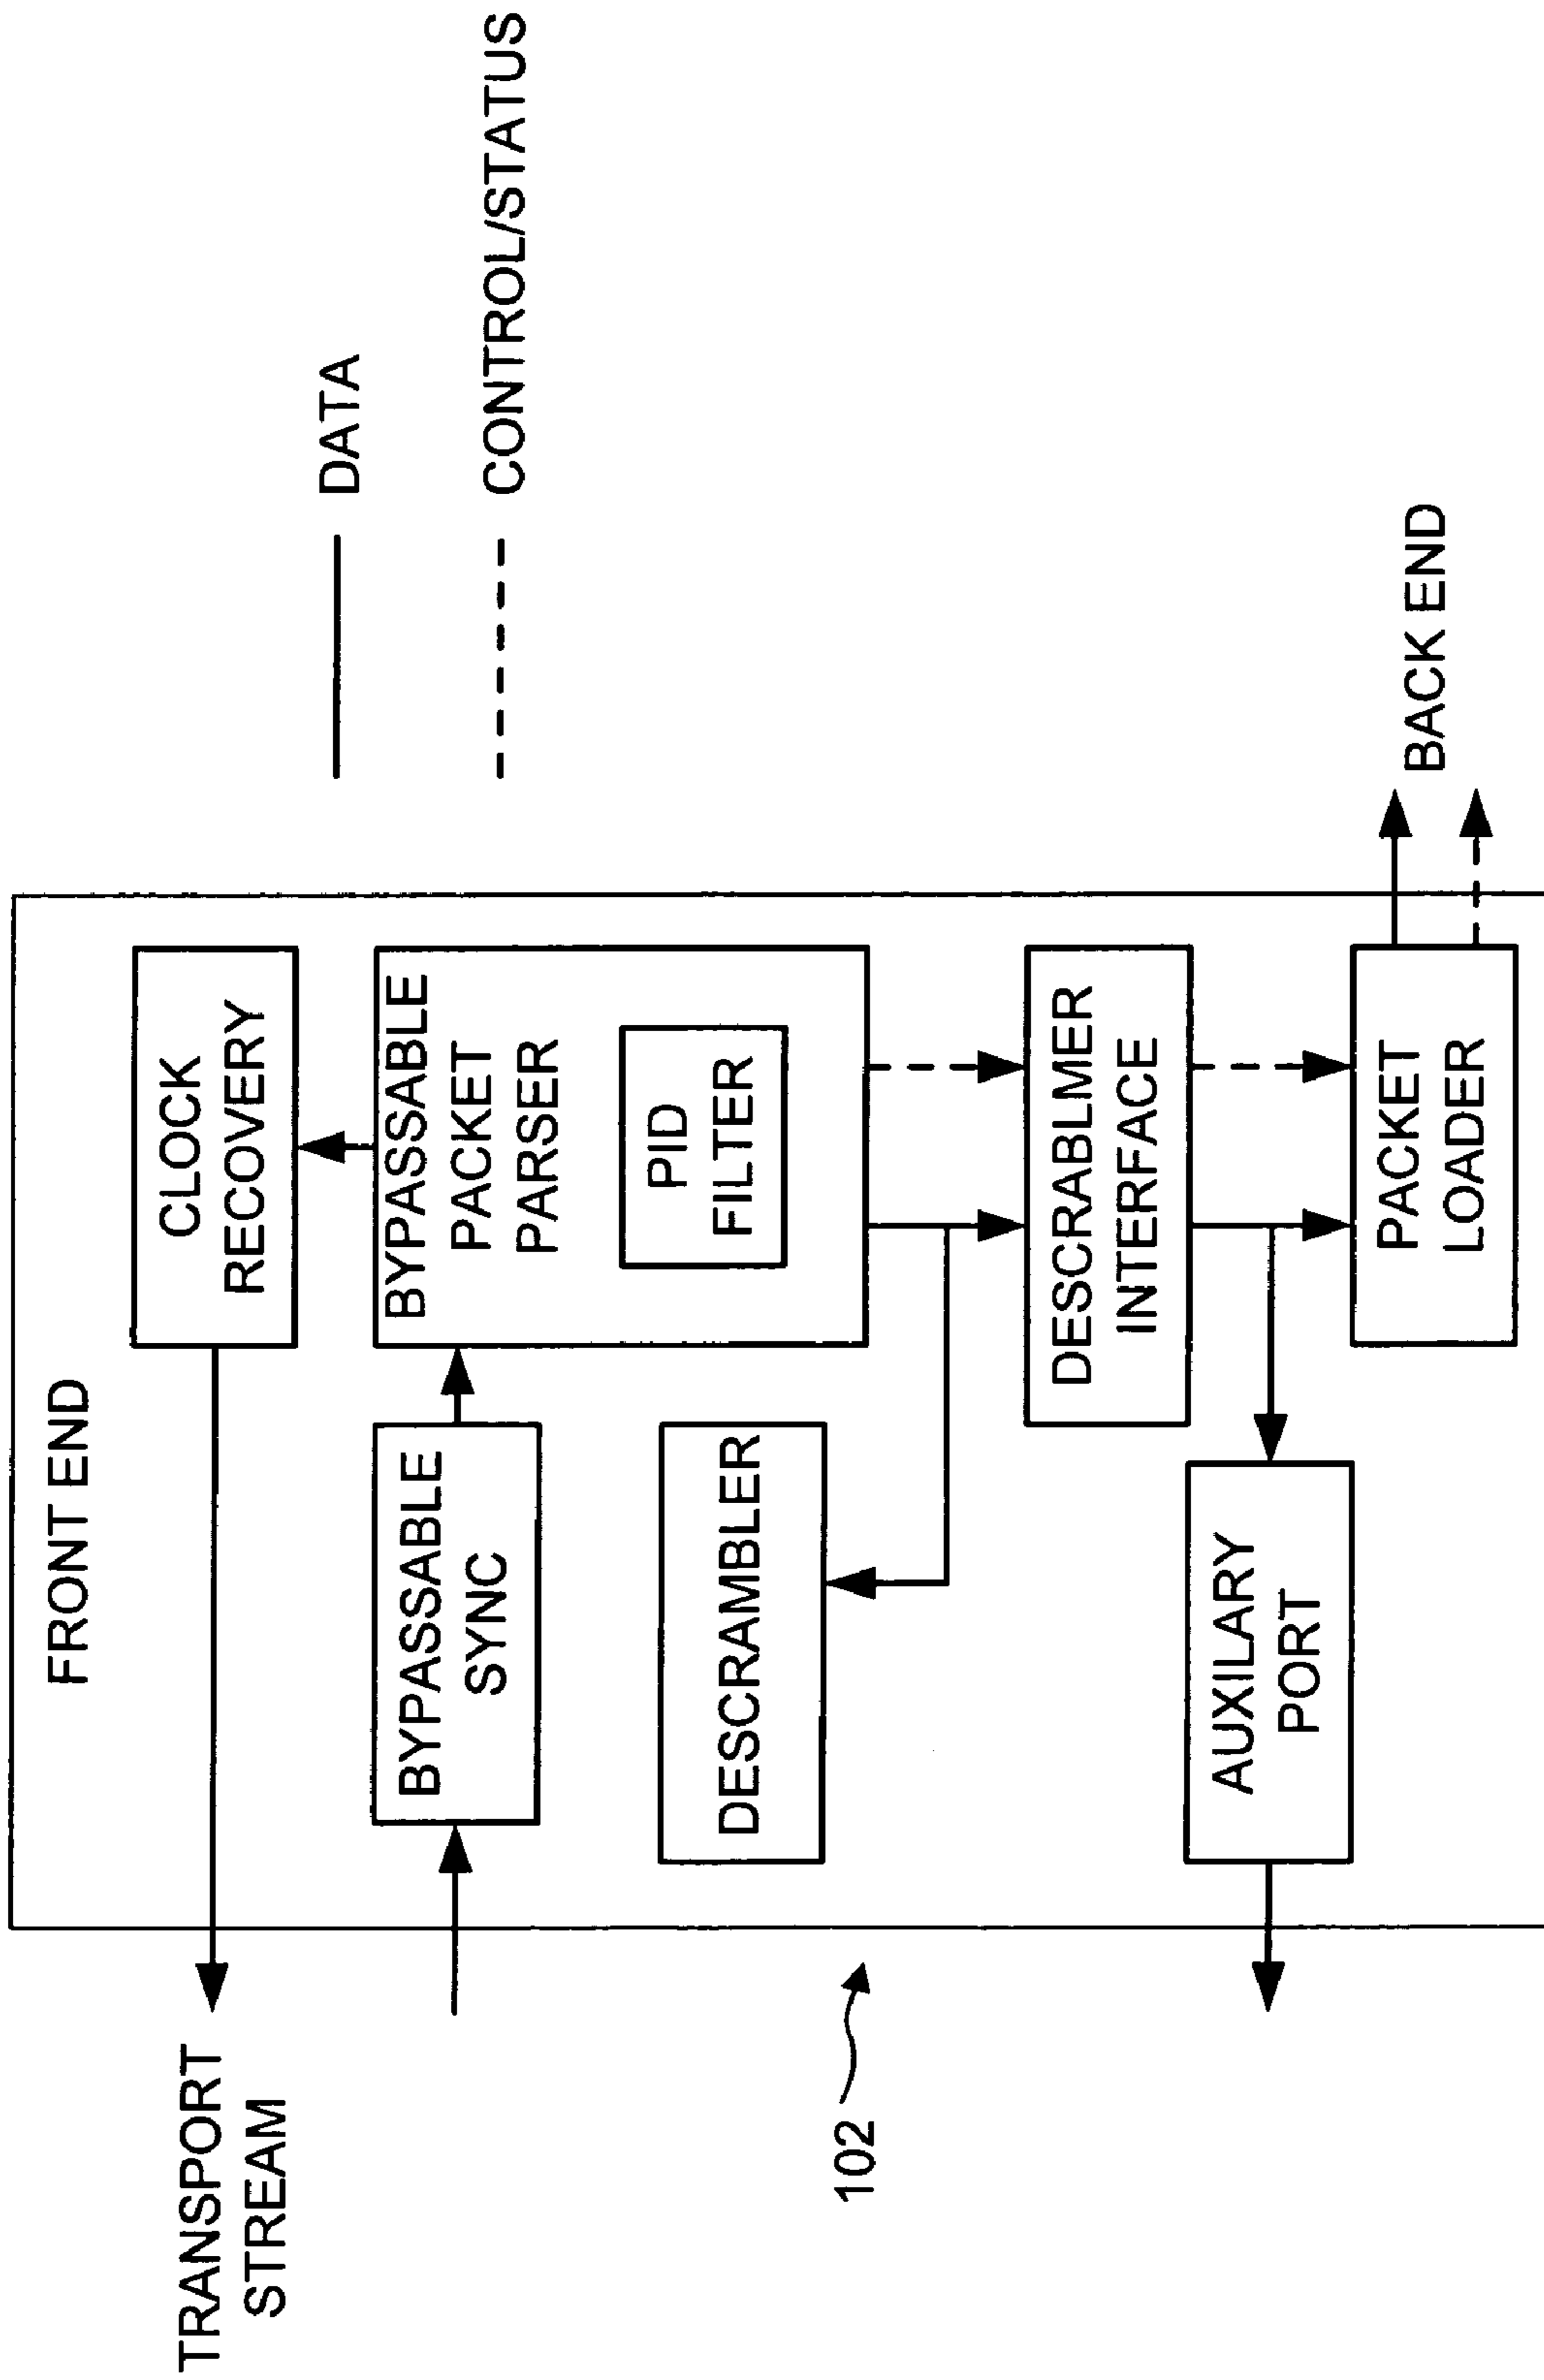 FRONT END
TRANSPORT
STREAM
CLOCK
RECOVERY
DATA
BYPASSABLE
SYNC
BYPASSABLE
PACKET
PARSER
PID
FILTER
CONTROL/STATUS
DESCRAMBLER
102
DESCRABLMER
INTERFACE
AUXILARY
PORT
PACKET
LOADER
BACK END